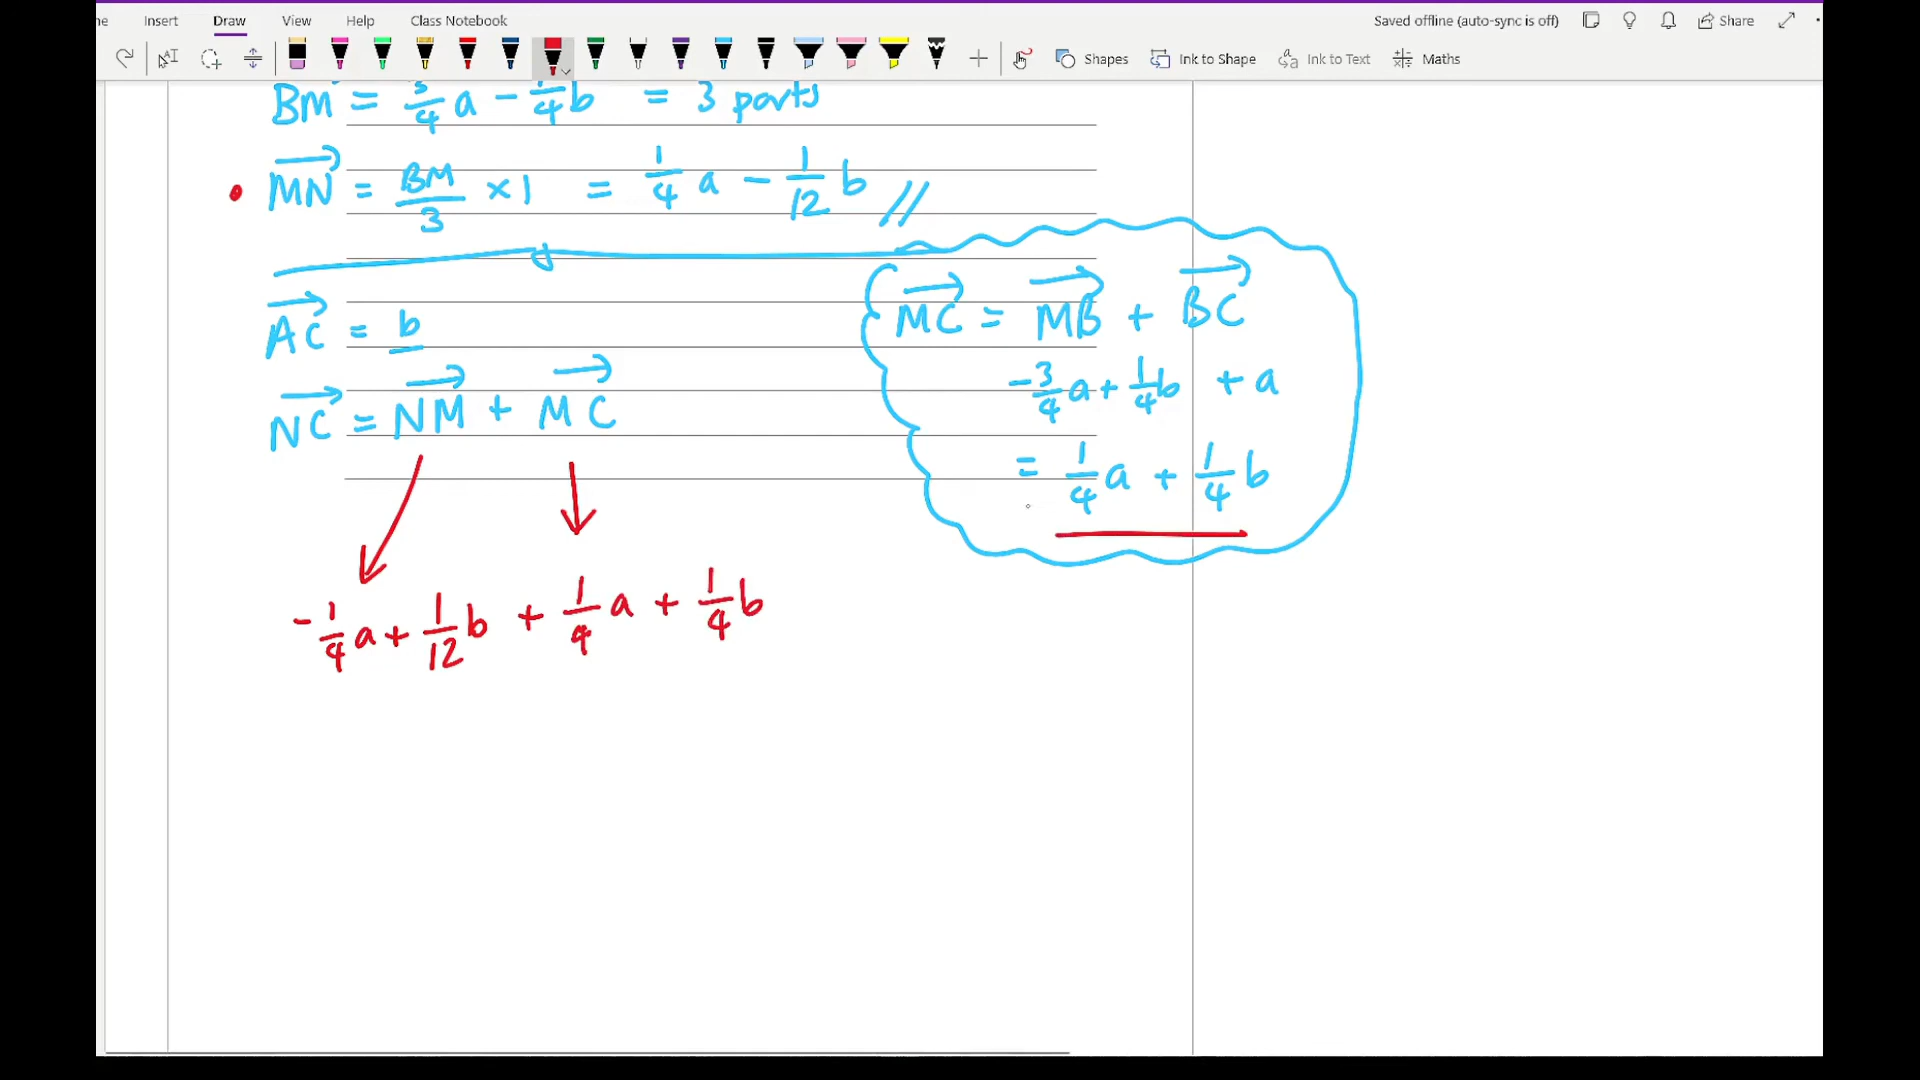 Insert Draw View Help Class Notebook Saved offline (auto-sync is off) Share
Shapes Ink to Shape Ink to Text Maths
BM = 3/4 a - 1/4 b = 3 parts
MN = BM/3 × 1 = 1/4 a - 1/12 b //
AC = b
NC = NM + MC
MC = MB + BC
-3/4 a + 1/4 b + a
= 1/4 a + 1/4 b
-1/4 a + 1/12 b + 1/4 a + 1/4 b